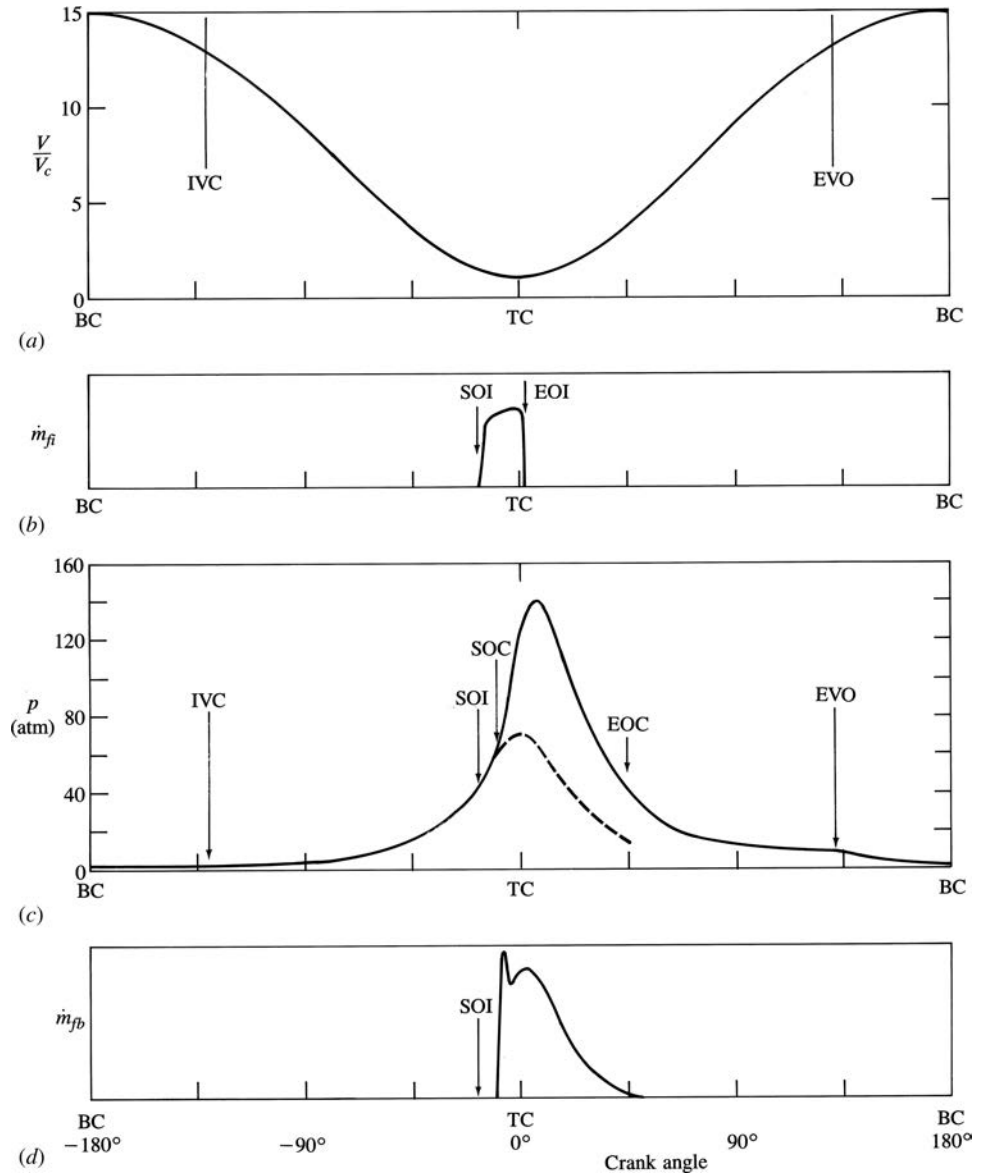 15
10
V
V_c
5
0
IVC
EVO
BC
TC
BC
(a)
SOI
EOI
ṁ_fi
BC
TC
BC
(b)
160
120
80
40
0
p
(atm)
IVC
SOI
SOC
EOC
EVO
BC
TC
BC
(c)
ṁ_fb
SOI
BC
TC
BC
−180°
−90°
0°
90°
180°
(d)
Crank angle